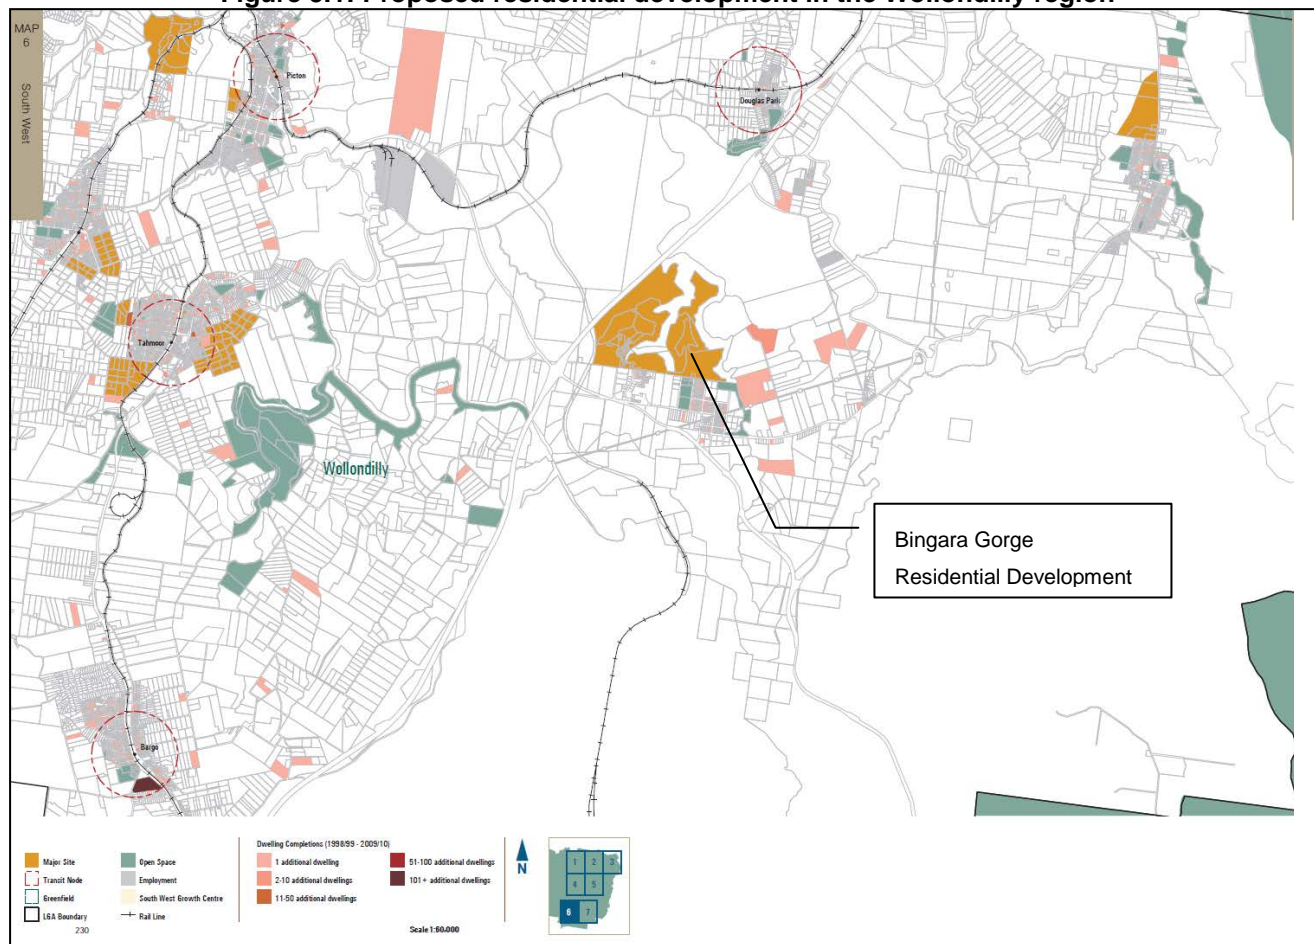 Figure 5.1: Proposed residential development in the Wollondilly region
MAP
6
South West
Picton
Douglas Park
Tahmoor
Wollondilly
Bingara Gorge
Residential Development
Bargo
Major Site
Transit Node
Greenfield
LGA Boundary
Open Space
Employment
South West Growth Centre
Rail Line
Dwelling Completions (1998/99 - 2009/10)
1 additional dwelling
2-10 additional dwellings
11-50 additional dwellings
51-100 additional dwellings
101+ additional dwellings
N
1 2 3
4 5
6 7
230
Scale 1:60,000